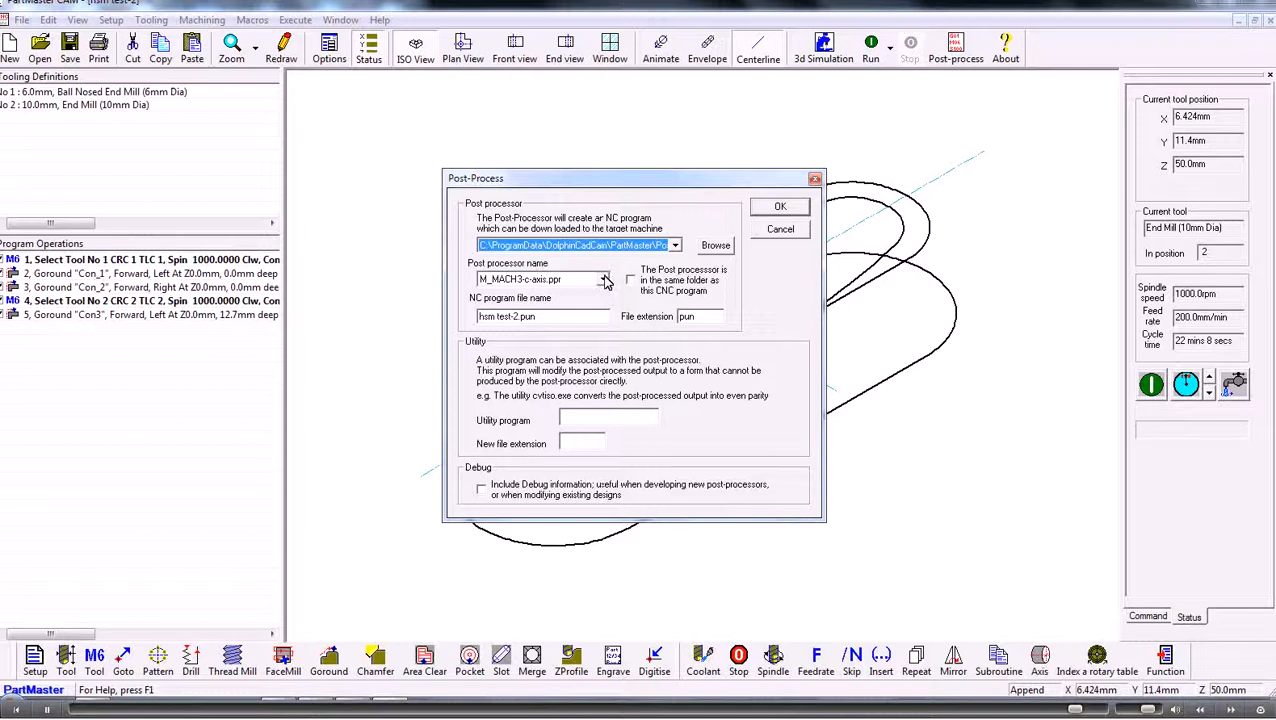 PartMaster CAM - [hsm test-2]
File Edit View Setup Tooling Machining Macros Execute Window Help
New Open Save Print Cut Copy Paste Zoom Redraw Options Status ISO View Plan View Front view End view Window Animate Envelope Centerline 3d Simulation Run Stop Post-process About
Tooling Definitions
No 1 : 6.0mm, Ball Nosed End Mill (6mm Dia)
No 2 : 10.0mm, End Mill (10mm Dia)
Program Operations
1, Select Tool No 1 CRC 1 TLC 1, Spin 1000.0000 Clw, Co
2, Goround "Con_1", Forward, Left At Z0.0mm, 0.0mm deep
3, Goround "Con_1", Forward, Right At Z0.0mm, 0.0mm dee
4, Select Tool No 2 CRC 2 TLC 2, Spin 1000.0000 Clw, Co
5, Goround "Con3", Forward, Left At Z0.0mm, 12.7mm deep
Post-Process
Post processor
The Post-Processor will create an NC program
which can be down loaded to the target machine
C:\ProgramData\DolphinCadCam\PartMaster\Po
Browse
OK
Cancel
Post processor name
M_MACH3-c-axis.ppr
The Post processsor is
in the same folder as
this CNC program
NC program file name
hsm test-2.pun
File extension
pun
Utility
A utility program can be associated with the post-processor.
This program will modify the post-processed output to a form that cannot be
produced by the post-processor circtly.
e.g. The utility cvtiso.exe converts the post-processed output into even parity
Utility program
New file extension
Debug
Include Debug information; useful when developing new post-processors,
or when modifying existing designs
Current tool position
X 6.424mm
Y 11.4mm
Z 50.0mm
Current tool
End Mill (10mm Dia)
In position 2
Spindle
speed
1000.0rpm
Feed
rate
200.0mm/min
Cycle
time
22 mins 8 secs
Command Status
Setup Tool Goto Pattern Drill Thread Mill FaceMill Goround Chamfer Area Clear Pocket Slot Merge ZProfile Engrave Digitise Coolant Stop Spindle Feedrate Skip Insert Repeat Mirror Subroutine Axis Index a rotary table Function
PartMaster For Help, press F1
Append X 6.424mm Y 11.4mm Z 50.0mm